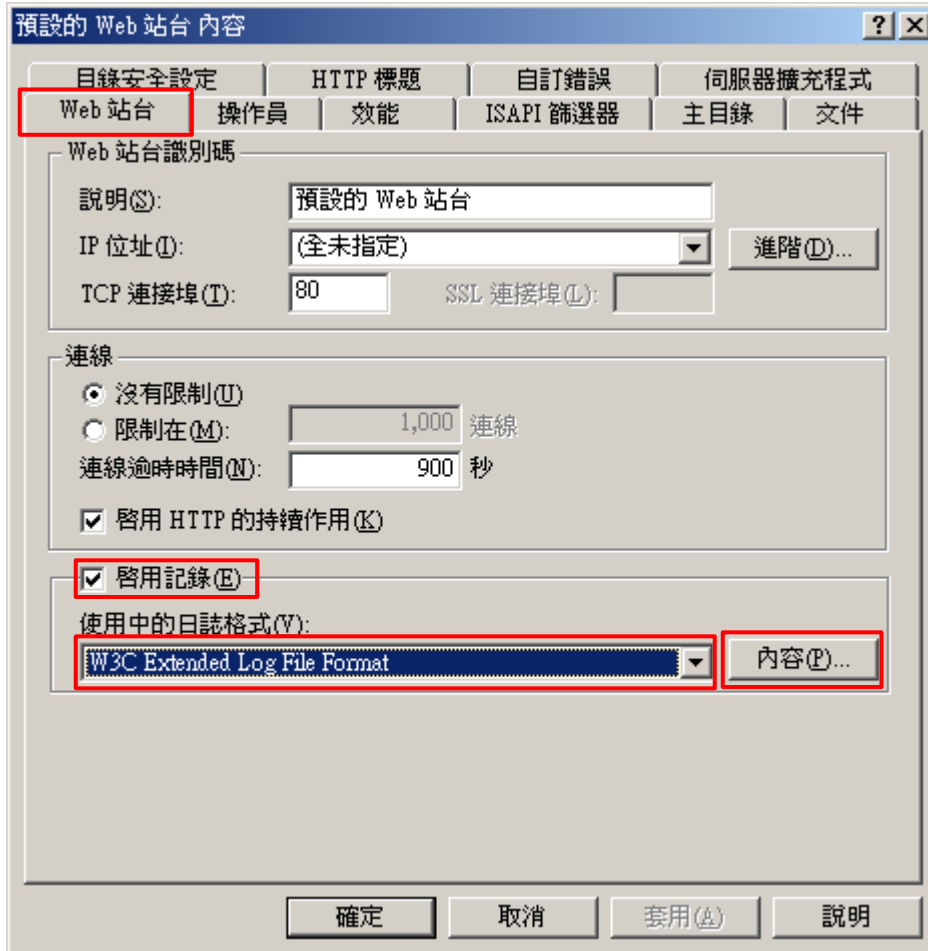 預設的 Web 站台 內容
目錄安全設定 HTTP 標題 自訂錯誤 伺服器擴充程式
Web 站台 操作員 效能 ISAPI 篩選器 主目錄 文件
Web 站台識別碼
說明(S): 預設的 Web 站台
IP 位址(I): (全未指定) 進階(D)...
TCP 連接埠(T): 80 SSL 連接埠(L):
連線
沒有限制(U)
限制在(M): 1,000 連線
連線逾時時間(N): 900 秒
啓用 HTTP 的持續作用(K)
啓用記錄(E)
使用中的日誌格式(V):
W3C Extended Log File Format 內容(P)...
確定 取消 套用(A) 說明